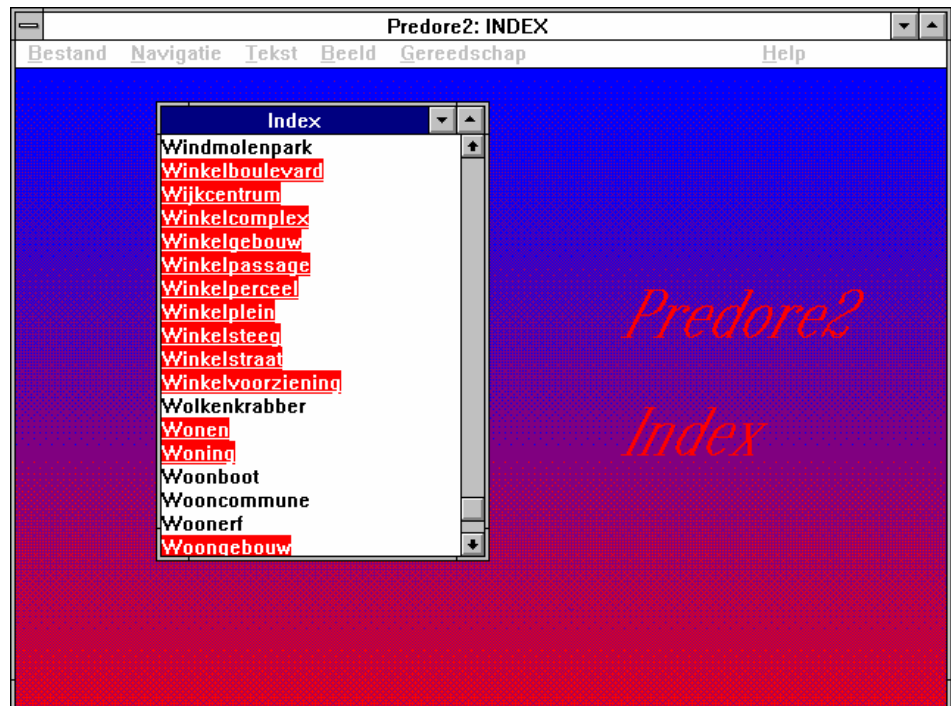 Predore2: INDEX
Bestand Navigatie Tekst Beeld Gereedschap Help
Index
Windmolenpark
Winkelboulevard
Wijkcentrum
Winkelcomplex
Winkelgebouw
Winkelpassage
Winkelperceel
Winkelplein
Winkelsteeg
Winkelstraat
Winkelvoorziening
Wolkenkrabber
Wonen
Woning
Woonboot
Wooncommune
Woonerf
Woongebouw
Predore2
Index